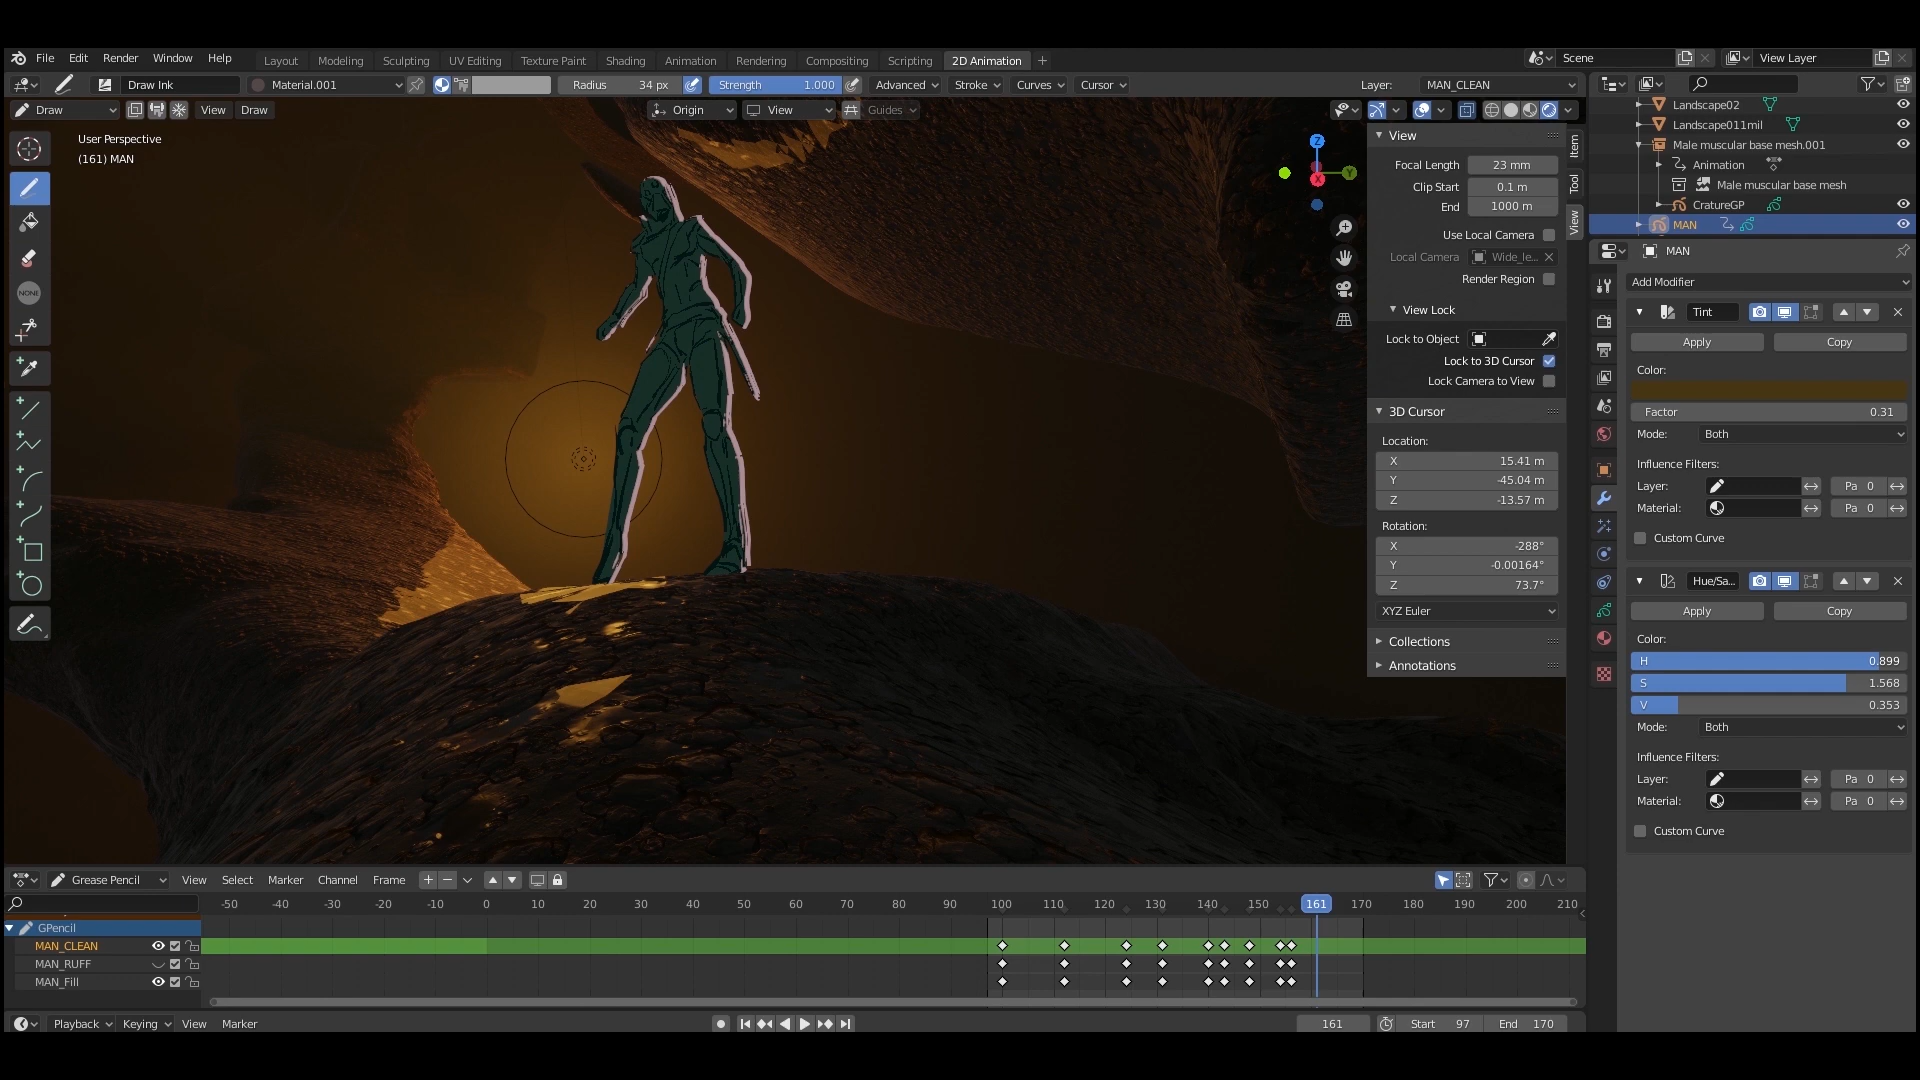 File Edit Render Window Help
Layout Modeling Sculpting UV Editing Texture Paint Shading Animation Rendering Compositing Scripting 2D Animation +
Scene View Layer
Draw Ink Material.001 Radius 34 px Strength 1.000 Advanced Stroke Curves Cursor Layer: MAN_CLEAN
Draw View Draw Origin View Guides
User Perspective
(161) MAN
Z
Y
X
View
Focal Length 23 mm
Clip Start 0.1 m
End 1000 m
Use Local Camera
Local Camera Wide_le...
Render Region
View Lock
Lock to Object
Lock to 3D Cursor
Lock Camera to View
3D Cursor
Location:
X 15.41 m
Y -45.04 m
Z -13.57 m
Rotation:
X -288°
Y -0.00164°
Z 73.7°
XYZ Euler
Collections
Annotations
Item
Tool
View
NONE
Landscape02
Landscape011mil
Male muscular base mesh.001
Animation
Male muscular base mesh
CratureGP
MAN
MAN
Add Modifier
Tint
Apply Copy
Color:
Factor 0.31
Mode: Both
Influence Filters:
Layer: Pa 0
Material: Pa 0
Custom Curve
Hue/Sa...
Apply Copy
Color:
H 0.899
S 1.568
V 0.353
Mode: Both
Influence Filters:
Layer: Pa 0
Material: Pa 0
Custom Curve
Grease Pencil View Select Marker Channel Frame
-50 -40 -30 -20 -10 0 10 20 30 40 50 60 70 80 90 100 110 120 130 140 150 161 170 180 190 200 210
GPencil
MAN_CLEAN
MAN_RUFF
MAN_Fill
Playback Keying View Marker 161 Start 97 End 170